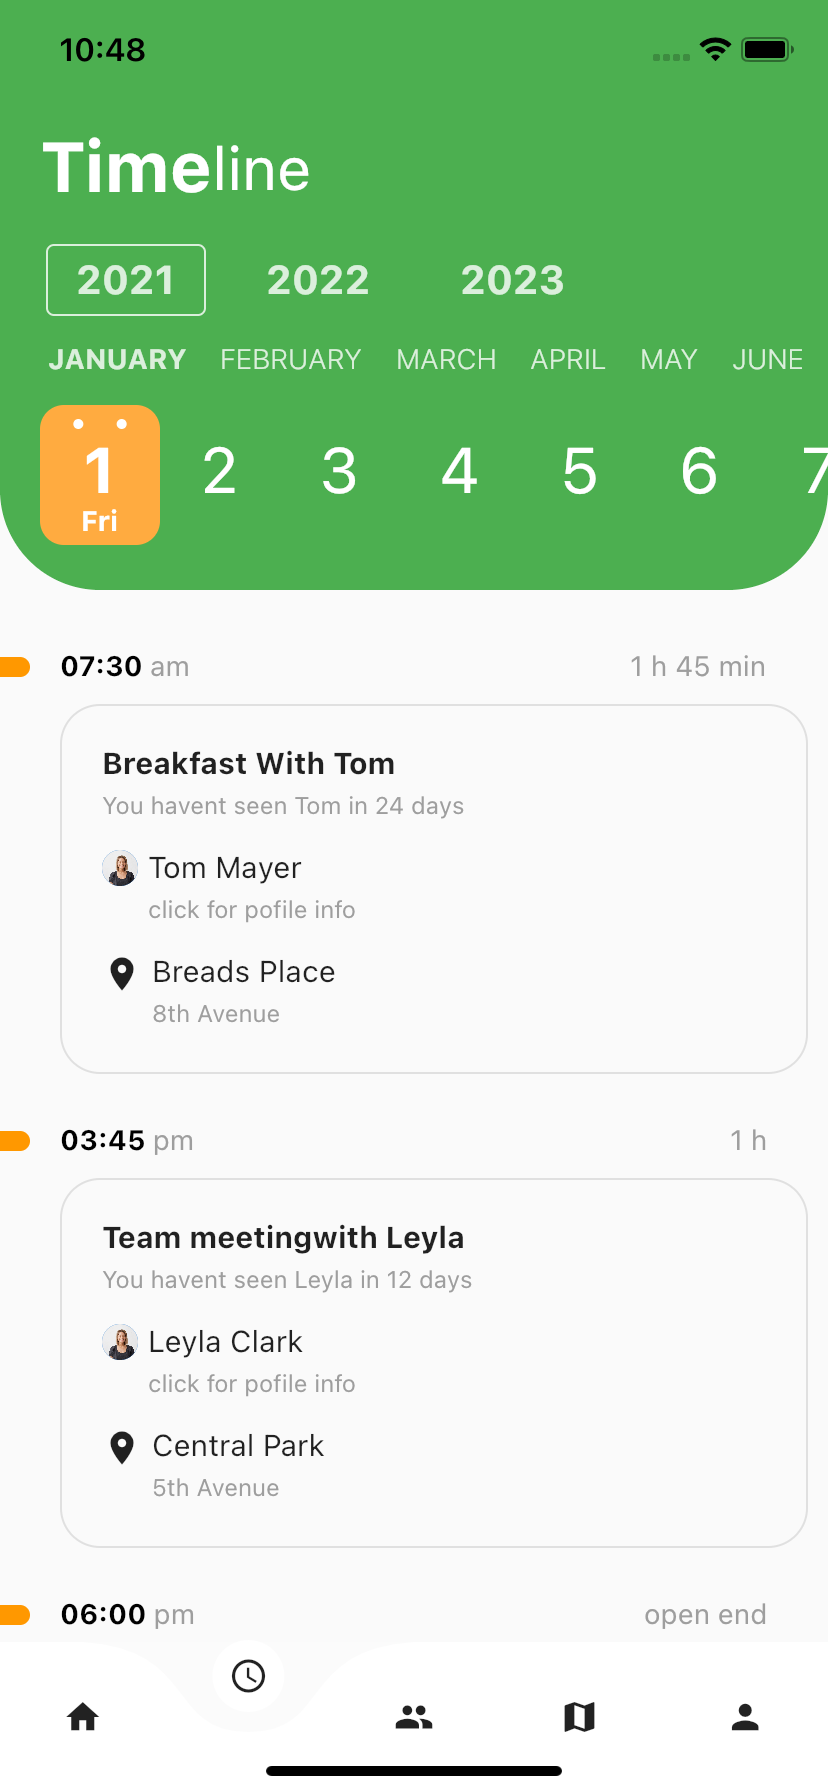 10:48
Timeline
2021 2022 2023
JANUARY FEBRUARY MARCH APRIL MAY JUNE
1 2 3 4 5 6 7
Fri
07:30 am 1 h 45 min
Breakfast With Tom
You havent seen Tom in 24 days
Tom Mayer
click for pofile info
Breads Place
8th Avenue
03:45 pm 1 h
Team meetingwith Leyla
You havent seen Leyla in 12 days
Leyla Clark
click for pofile info
Central Park
5th Avenue
06:00 pm open end